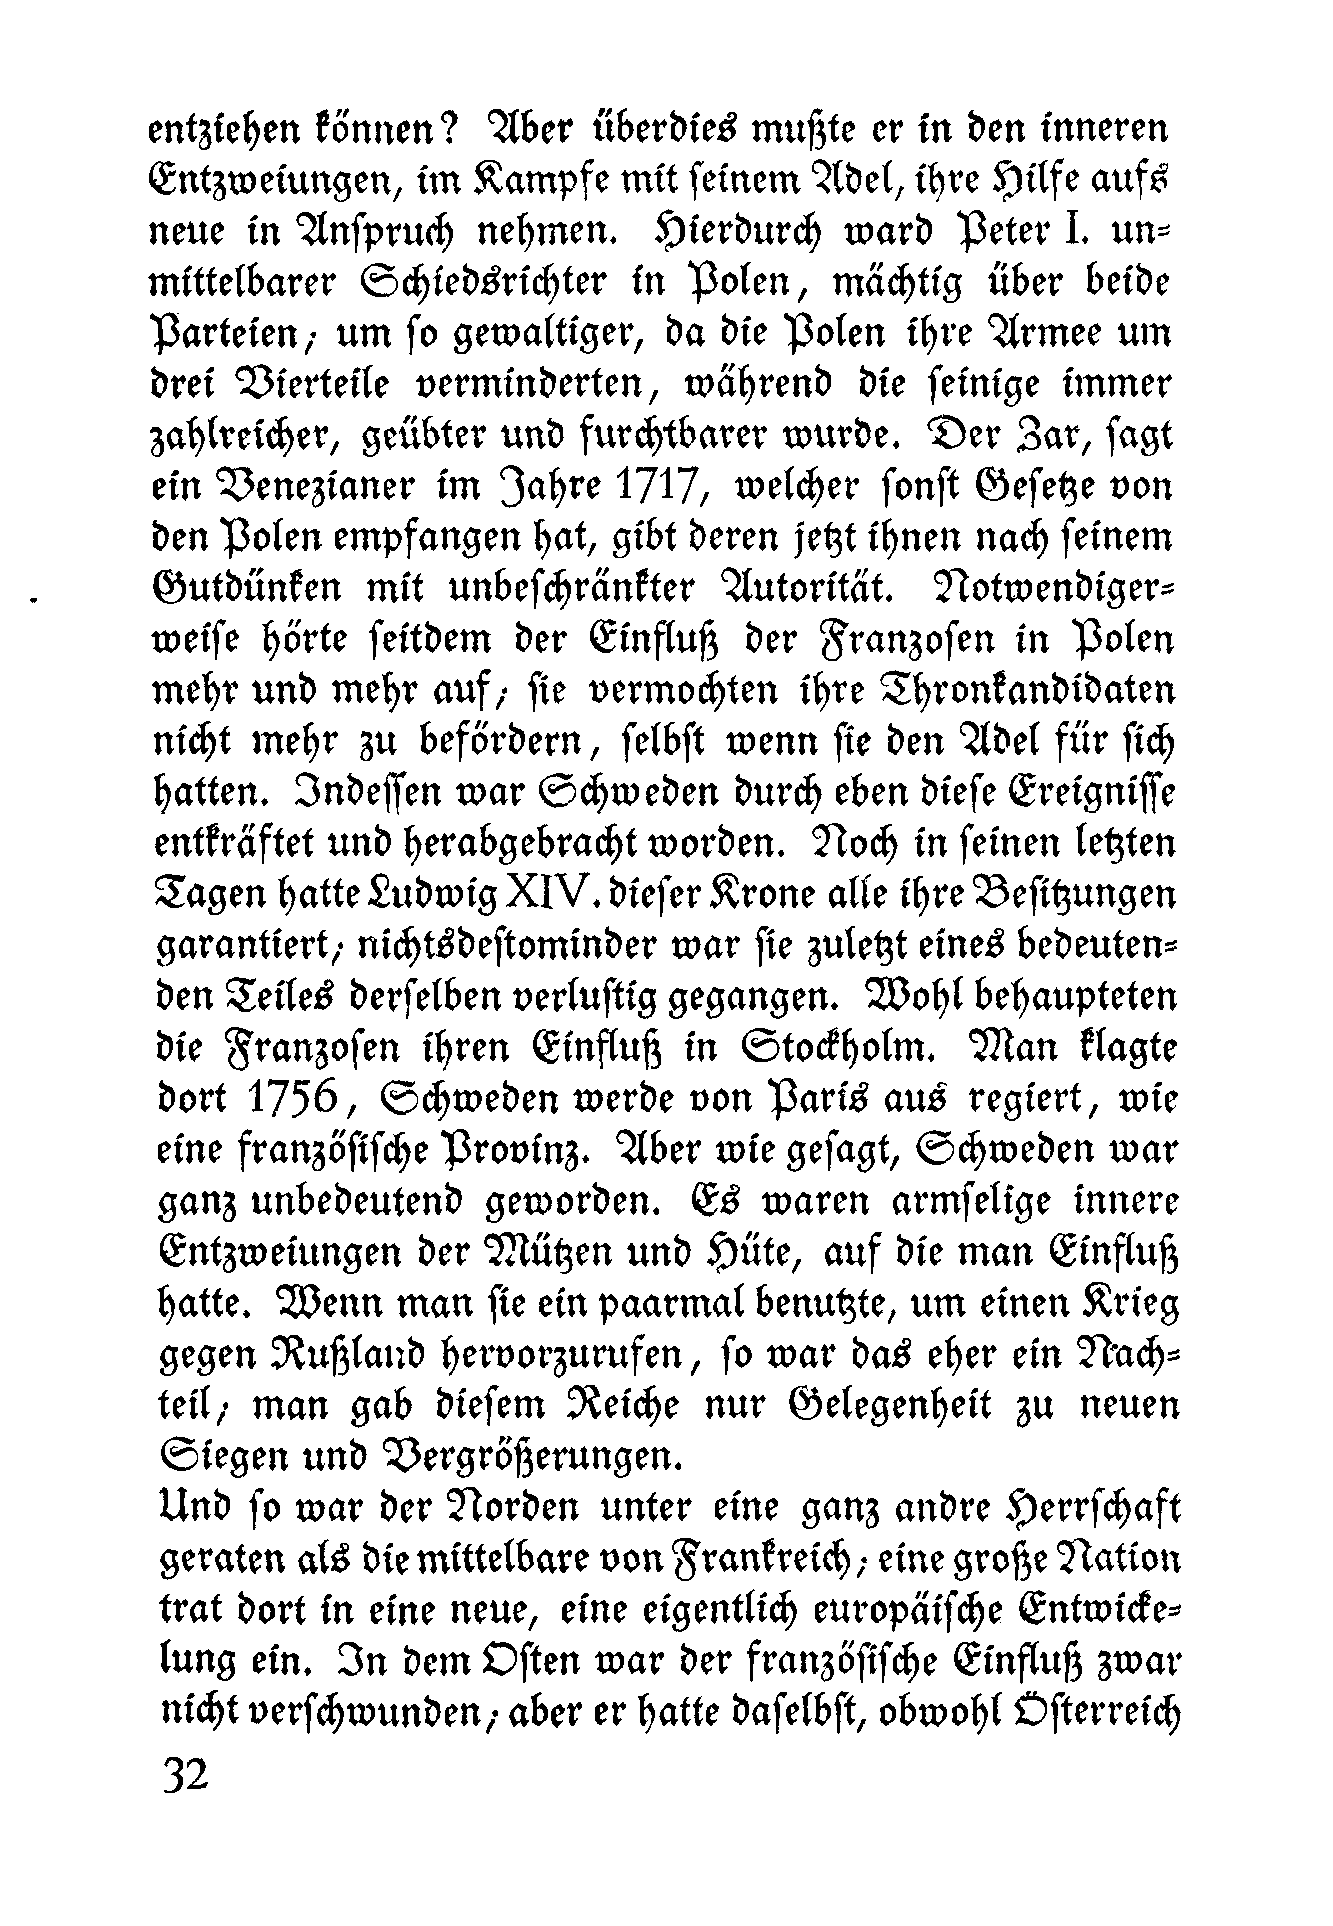 entziehen können? Aber überdies mußte er in den inneren
Entzweiungen, im Kampfe mit seinem Adel, ihre Hilfe aufs
neue in Anspruch nehmen. Hierdurch ward Peter I. un-
mittelbarer Schiedsrichter in Polen, mächtig über beide
Parteien; um so gewaltiger, da die Polen ihre Armee um
drei Vierteile verminderten, während die seinige immer
zahlreicher, geübter und furchtbarer wurde. Der Zar, sagt
ein Venezianer im Jahre 1717, welcher sonst Gesetze von
den Polen empfangen hat, gibt deren jetzt ihnen nach seinem
Gutdünken mit unbeschränkter Autorität. Notwendiger-
weise hörte seitdem der Einfluß der Franzosen in Polen
mehr und mehr auf; sie vermochten ihre Thronkandidaten
nicht mehr zu befördern, selbst wenn sie den Adel für sich
hatten. Indessen war Schweden durch eben diese Ereignisse
entkräftet und herabgebracht worden. Noch in seinen letzten
Tagen hatte Ludwig XIV. dieser Krone alle ihre Besitzungen
garantiert; nichtsdestominder war sie zuletzt eines bedeuten-
den Teiles derselben verlustig gegangen. Wohl behaupteten
die Franzosen ihren Einfluß in Stockholm. Man klagte
dort 1756, Schweden werde von Paris aus regiert, wie
eine französische Provinz. Aber wie gesagt, Schweden war
ganz unbedeutend geworden. Es waren armselige innere
Entzweiungen der Mützen und Hüte, auf die man Einfluß
hatte. Wenn man sie ein paarmal benutzte, um einen Krieg
gegen Rußland hervorzurufen, so war das eher ein Nach-
teil; man gab diesem Reiche nur Gelegenheit zu neuen
Siegen und Vergrößerungen.
Und so war der Norden unter eine ganz andre Herrschaft
geraten als die mittelbare von Frankreich; eine große Nation
trat dort in eine neue, eine eigentlich europäische Entwicke-
lung ein. In dem Osten war der französische Einfluß zwar
nicht verschwunden; aber er hatte daselbst, obwohl Österreich
32